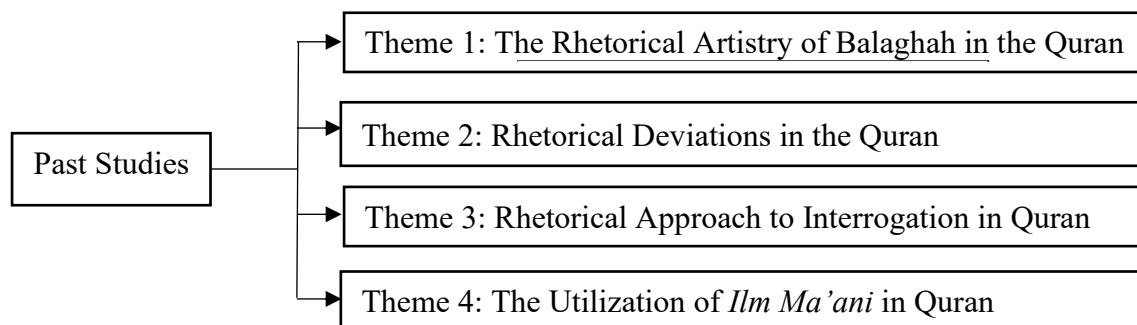 Theme 1: The Rhetorical Artistry of Balaghah in the Quran
Theme 2: Rhetorical Deviations in the Quran
Past Studies
Theme 3: Rhetorical Approach to Interrogation in Quran
Theme 4: The Utilization of Ilm Ma’ani in Quran